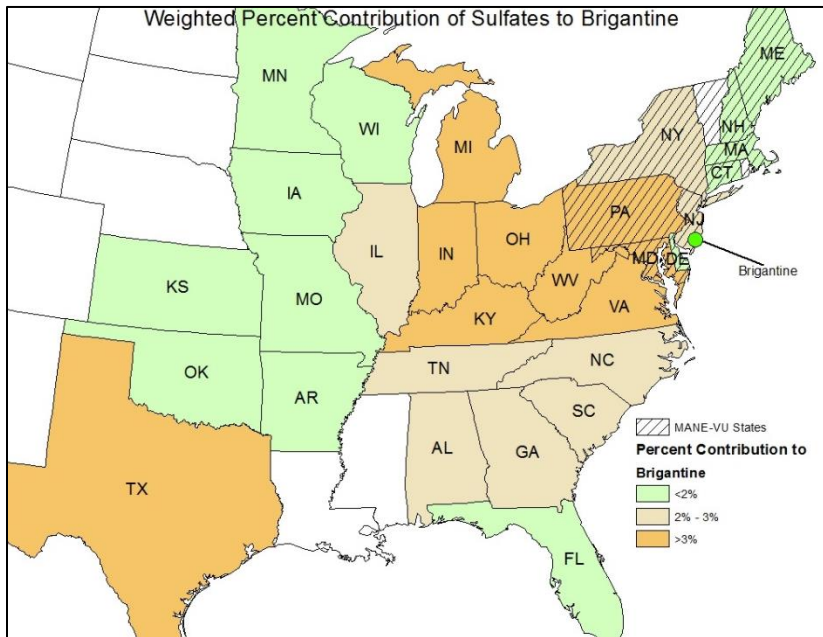 Weighted Percent Contribution of Sulfates to Brigantine
ME
MN
NH
WI
NY
MA
MI
CT
IA
PA
NJ
OH
IL
IN
MD DE
Brigantine
WV
KS
MO
VA
KY
NC
TN
OK
AR
SC
MANE-VU States
AL
GA
Percent Contribution to
Brigantine
TX
<2%
2% - 3%
>3%
FL